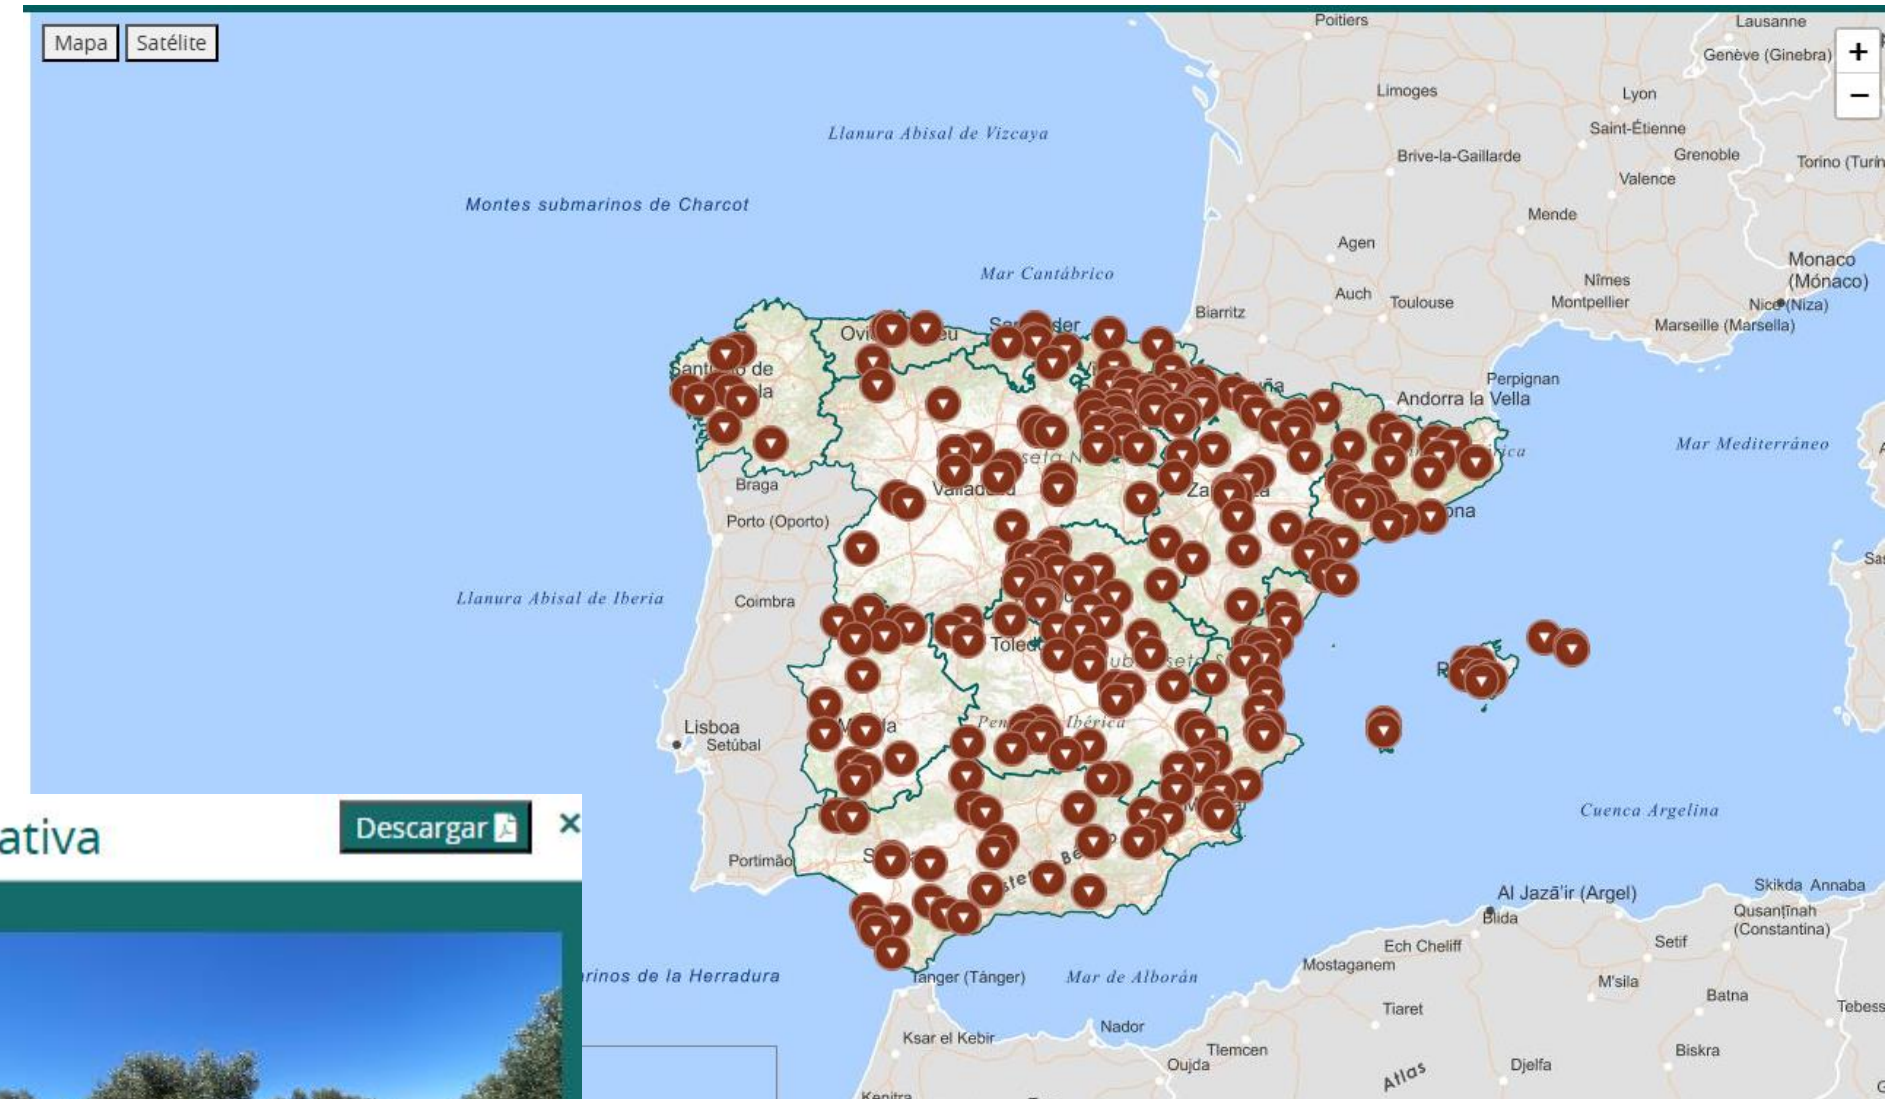 Mapa
Satélite
+
−
Poitiers
Lausanne
Genève (Ginebra)
Limoges
Lyon
Saint-Étienne
Brive-la-Gaillarde
Grenoble
Valence
Torino (Turín
Llanura Abisal de Vizcaya
Montes submarinos de Charcot
Mende
Agen
Monaco
(Mónaco)
Mar Cantábrico
Nîmes
Auch
Toulouse
Montpellier
Nice (Niza)
Biarritz
Marseille (Marsella)
Perpignan
Andorra la Vella
Mar Mediterráneo
Braga
Porto (Oporto)
Llanura Abisal de Iberia
Coimbra
Ibérica
Lisboa
Setúbal
Cuenca Argelina
ativa
Descargar
×
Portimão
Al Jazā'ir (Argel)
Blida
Skikda
Annaba
Qusanţīnah
(Constantina)
Ech Cheliff
Setif
rinos de la Herradura
Tanger (Tánger)
Mar de Alborán
Mostaganem
M'sila
Batna
Tebess
Tiaret
Ksar el Kebir
Nador
Tlemcen
Oujda
Biskra
Djelfa
Atlas
Kenitra